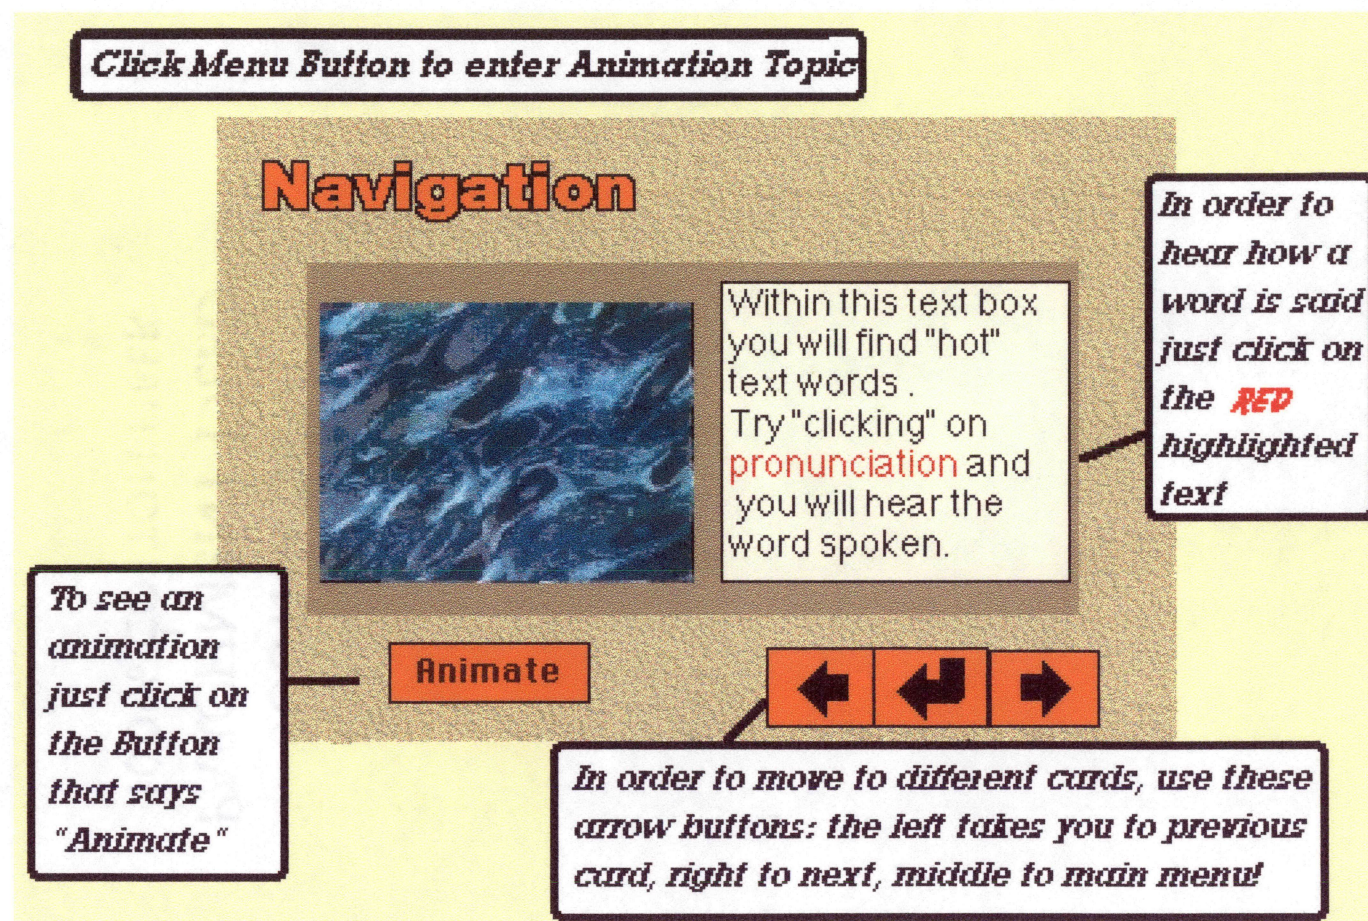 Click Menu Button to enter Animation Topic
Navigation
Within this text box
you will find "hot"
text words .
Try "clicking" on
pronunciation and
you will hear the
word spoken.
In order to
hear how a
word is said
just click on
the RED
highlighted
text
To see an
animation
just click on
the Button
that says
"Animate"
Animate
In order to move to different cards, use these
arrow buttons: the left takes you to previous
card, right to next, middle to main menu!